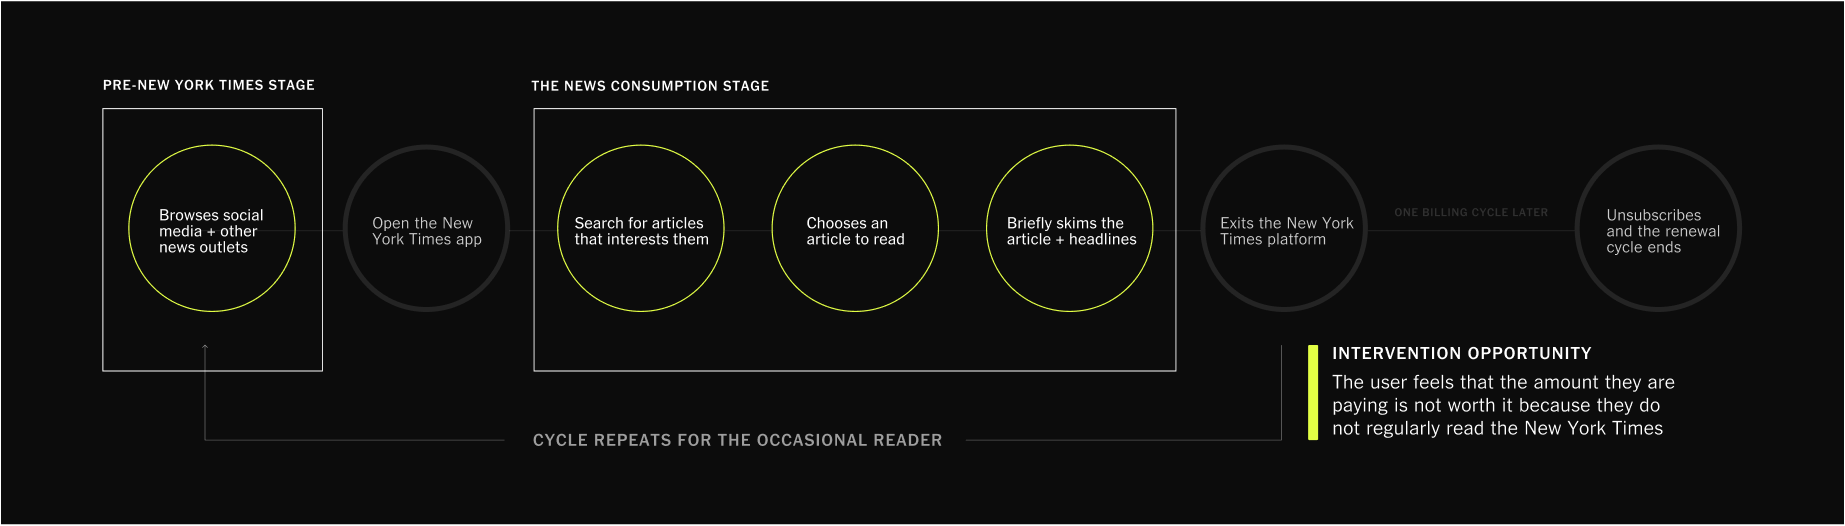 PRE-NEW YORK TIMES STAGE
THE NEWS CONSUMPTION STAGE
Browses social
media + other
news outlets
Open the New
York Times app
Search for articles
that interests them
Chooses an
article to read
Briefly skims the
article + headlines
Exits the New York
Times platform
ONE BILLING CYCLE LATER
Unsubscribes
and the renewal
cycle ends
INTERVENTION OPPORTUNITY
The user feels that the amount they are
paying is not worth it because they do
not regularly read the New York Times
CYCLE REPEATS FOR THE OCCASIONAL READER